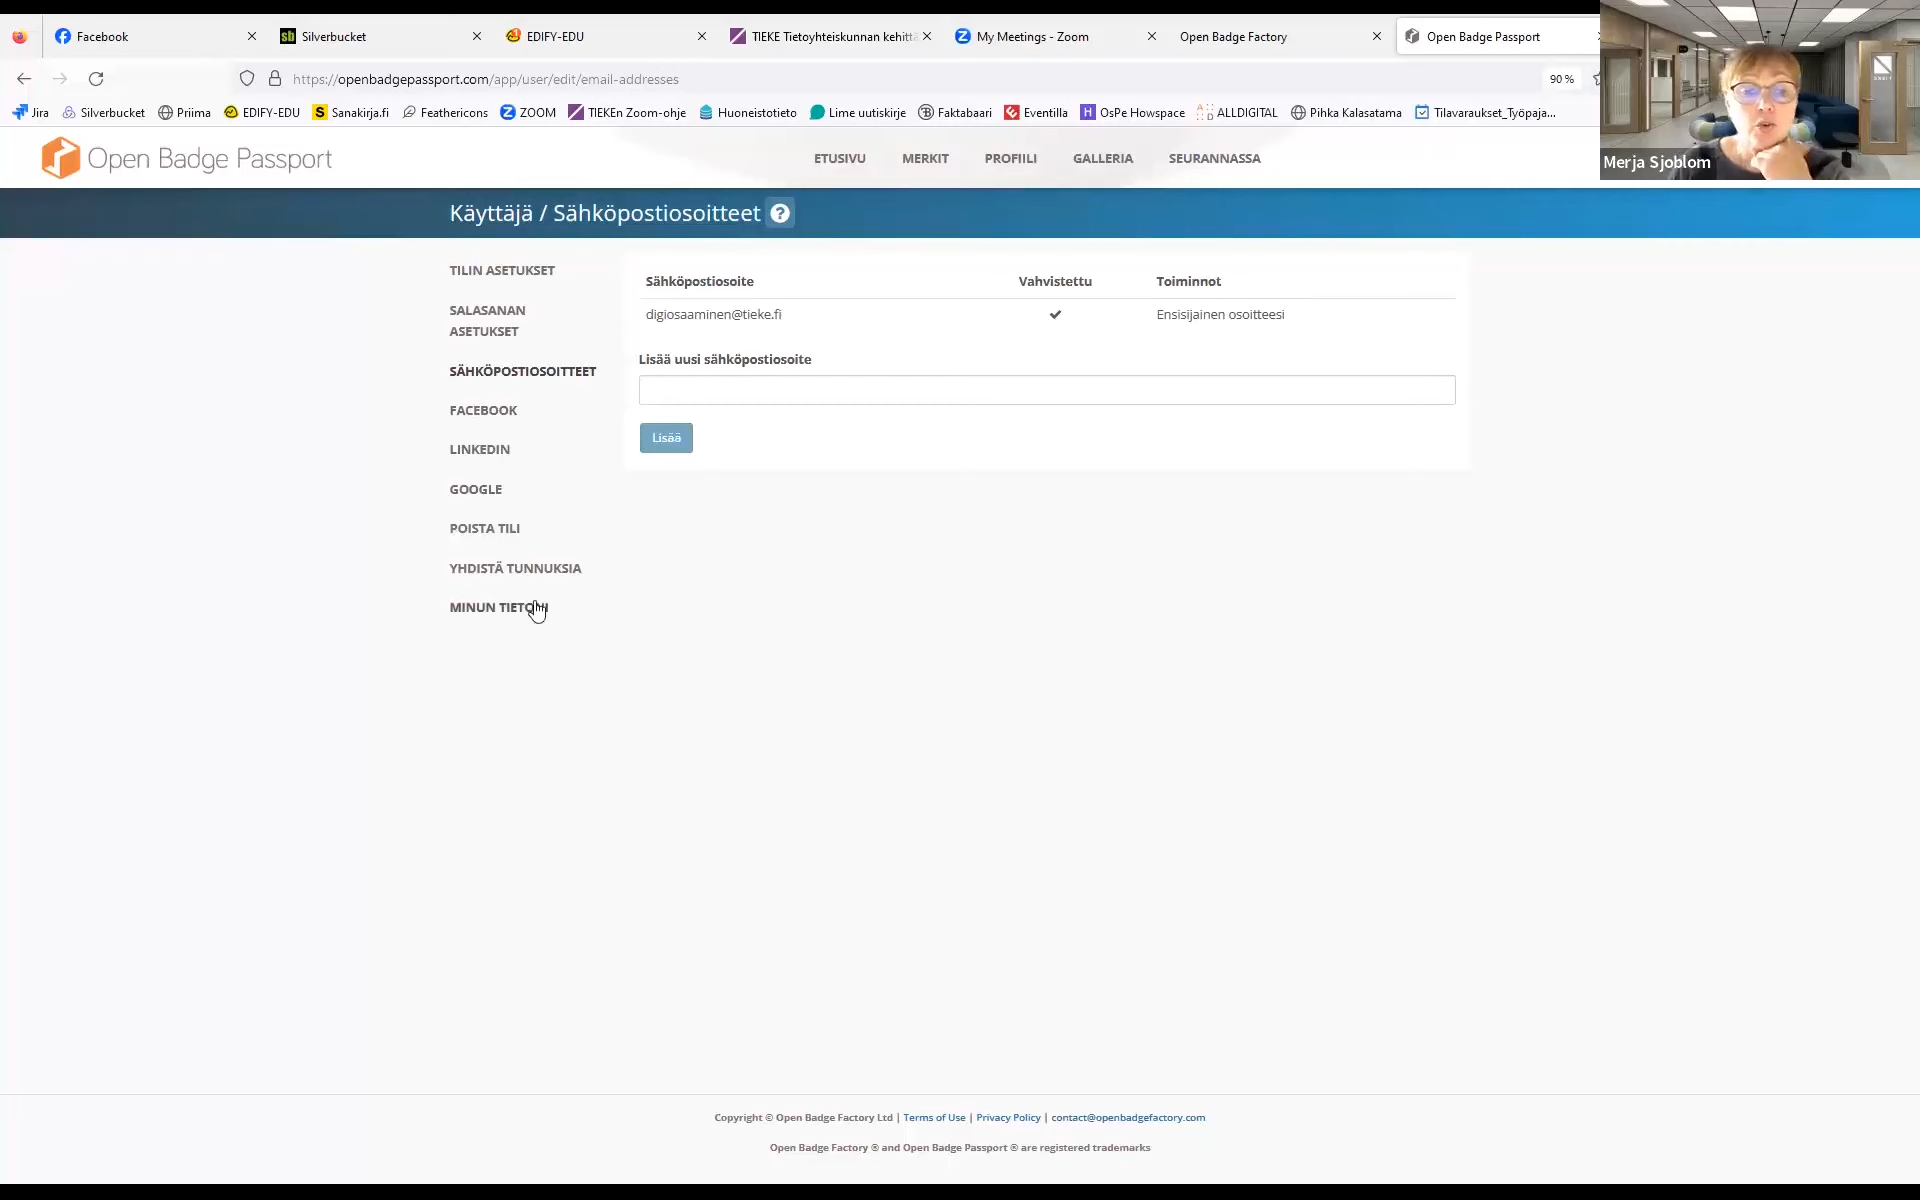 Facebook
Silverbucket
EDIFY-EDU
TIEKE Tietoyhteiskunnan kehittä
My Meetings - Zoom
Open Badge Factory
Open Badge Passport
https://openbadgepassport.com/app/user/edit/email-addresses
90 %
Jira
Silverbucket
Priima
EDIFY-EDU
Sanakirja.fi
Feathericons
ZOOM
TIEKEn Zoom-ohje
Huoneistotieto
Lime uutiskirje
Faktabaari
Eventilla
OsPe Howspace
ALLDIGITAL
Pihka Kalasatama
Tilavaraukset_Työpaja...
Merja Sjoblom
Open Badge Passport
ETUSIVU
MERKIT
PROFIILI
GALLERIA
SEURANNASSA
Käyttäjä / Sähköpostiosoitteet ?
TILIN ASETUKSET
SALASANAN
ASETUKSET
SÄHKÖPOSTIOSOITTEET
FACEBOOK
LINKEDIN
GOOGLE
POISTA TILI
YHDISTÄ TUNNUKSIA
MINUN TIETONI
Sähköpostiosoite Vahvistettu Toiminnot
digiosaaminen@tieke.fi Ensisijainen osoitteesi
Lisää uusi sähköpostiosoite
Lisää
Copyright © Open Badge Factory Ltd | Terms of Use | Privacy Policy | contact@openbadgefactory.com
Open Badge Factory ® and Open Badge Passport ® are registered trademarks